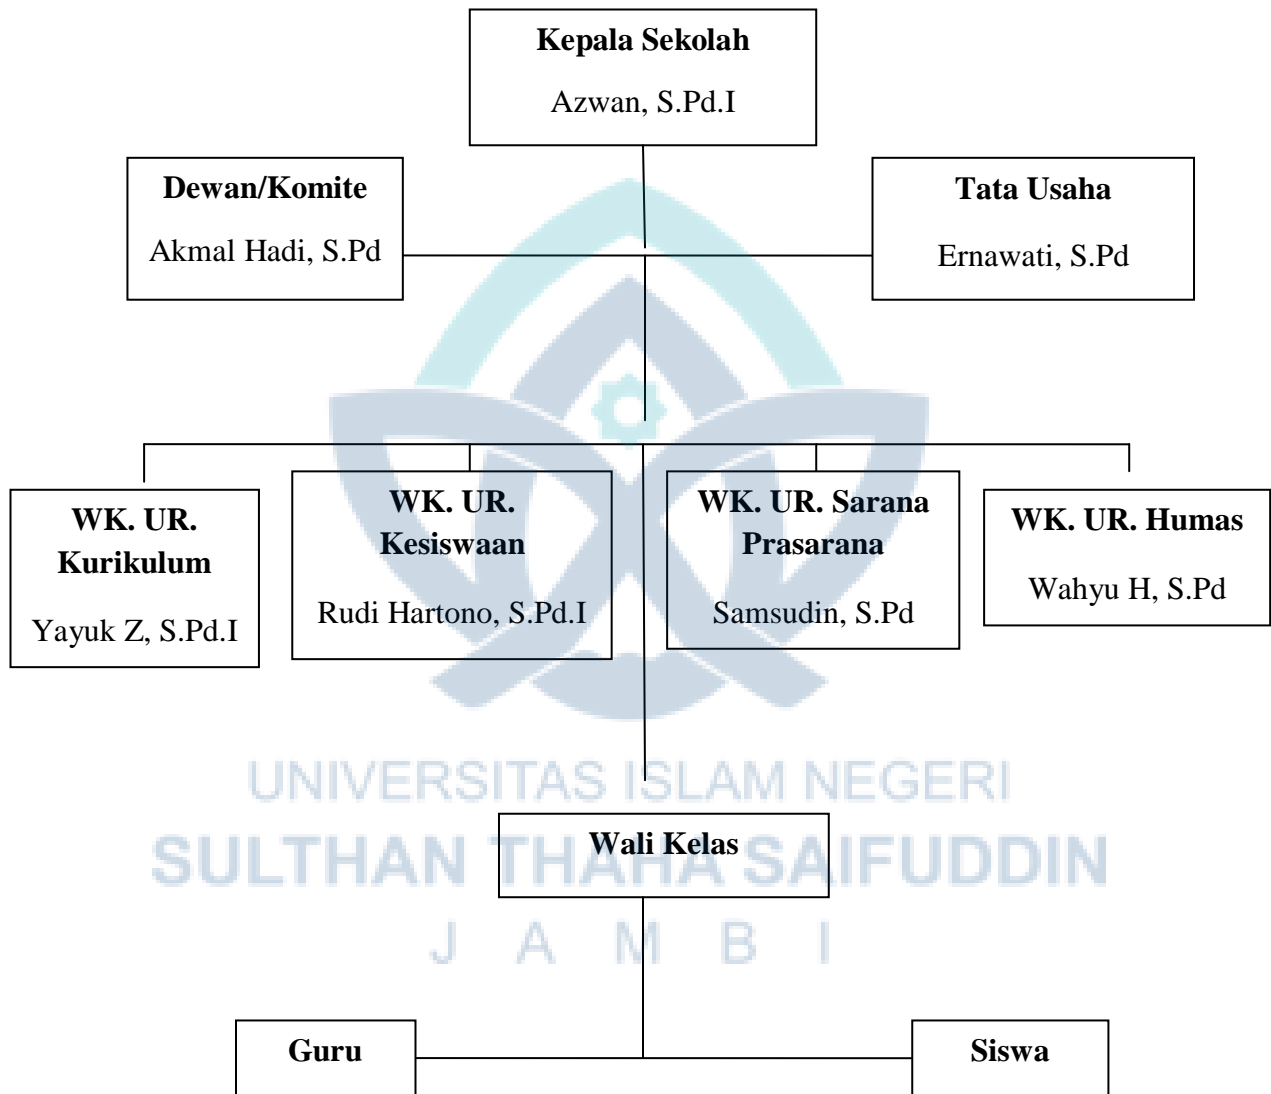 Kepala Sekolah
Azwan, S.Pd.I
Dewan/Komite
Akmal Hadi, S.Pd
Tata Usaha
Ernawati, S.Pd
WK. UR.
Kurikulum
Yayuk Z, S.Pd.I
WK. UR.
Kesiswaan
Rudi Hartono, S.Pd.I
WK. UR. Sarana
Prasarana
Samsudin, S.Pd
WK. UR. Humas
Wahyu H, S.Pd
UNIVERSITAS ISLAM NEGERI
Wali Kelas
SULTHAN THAHA SAIFUDDIN
J A M B I
Guru
Siswa